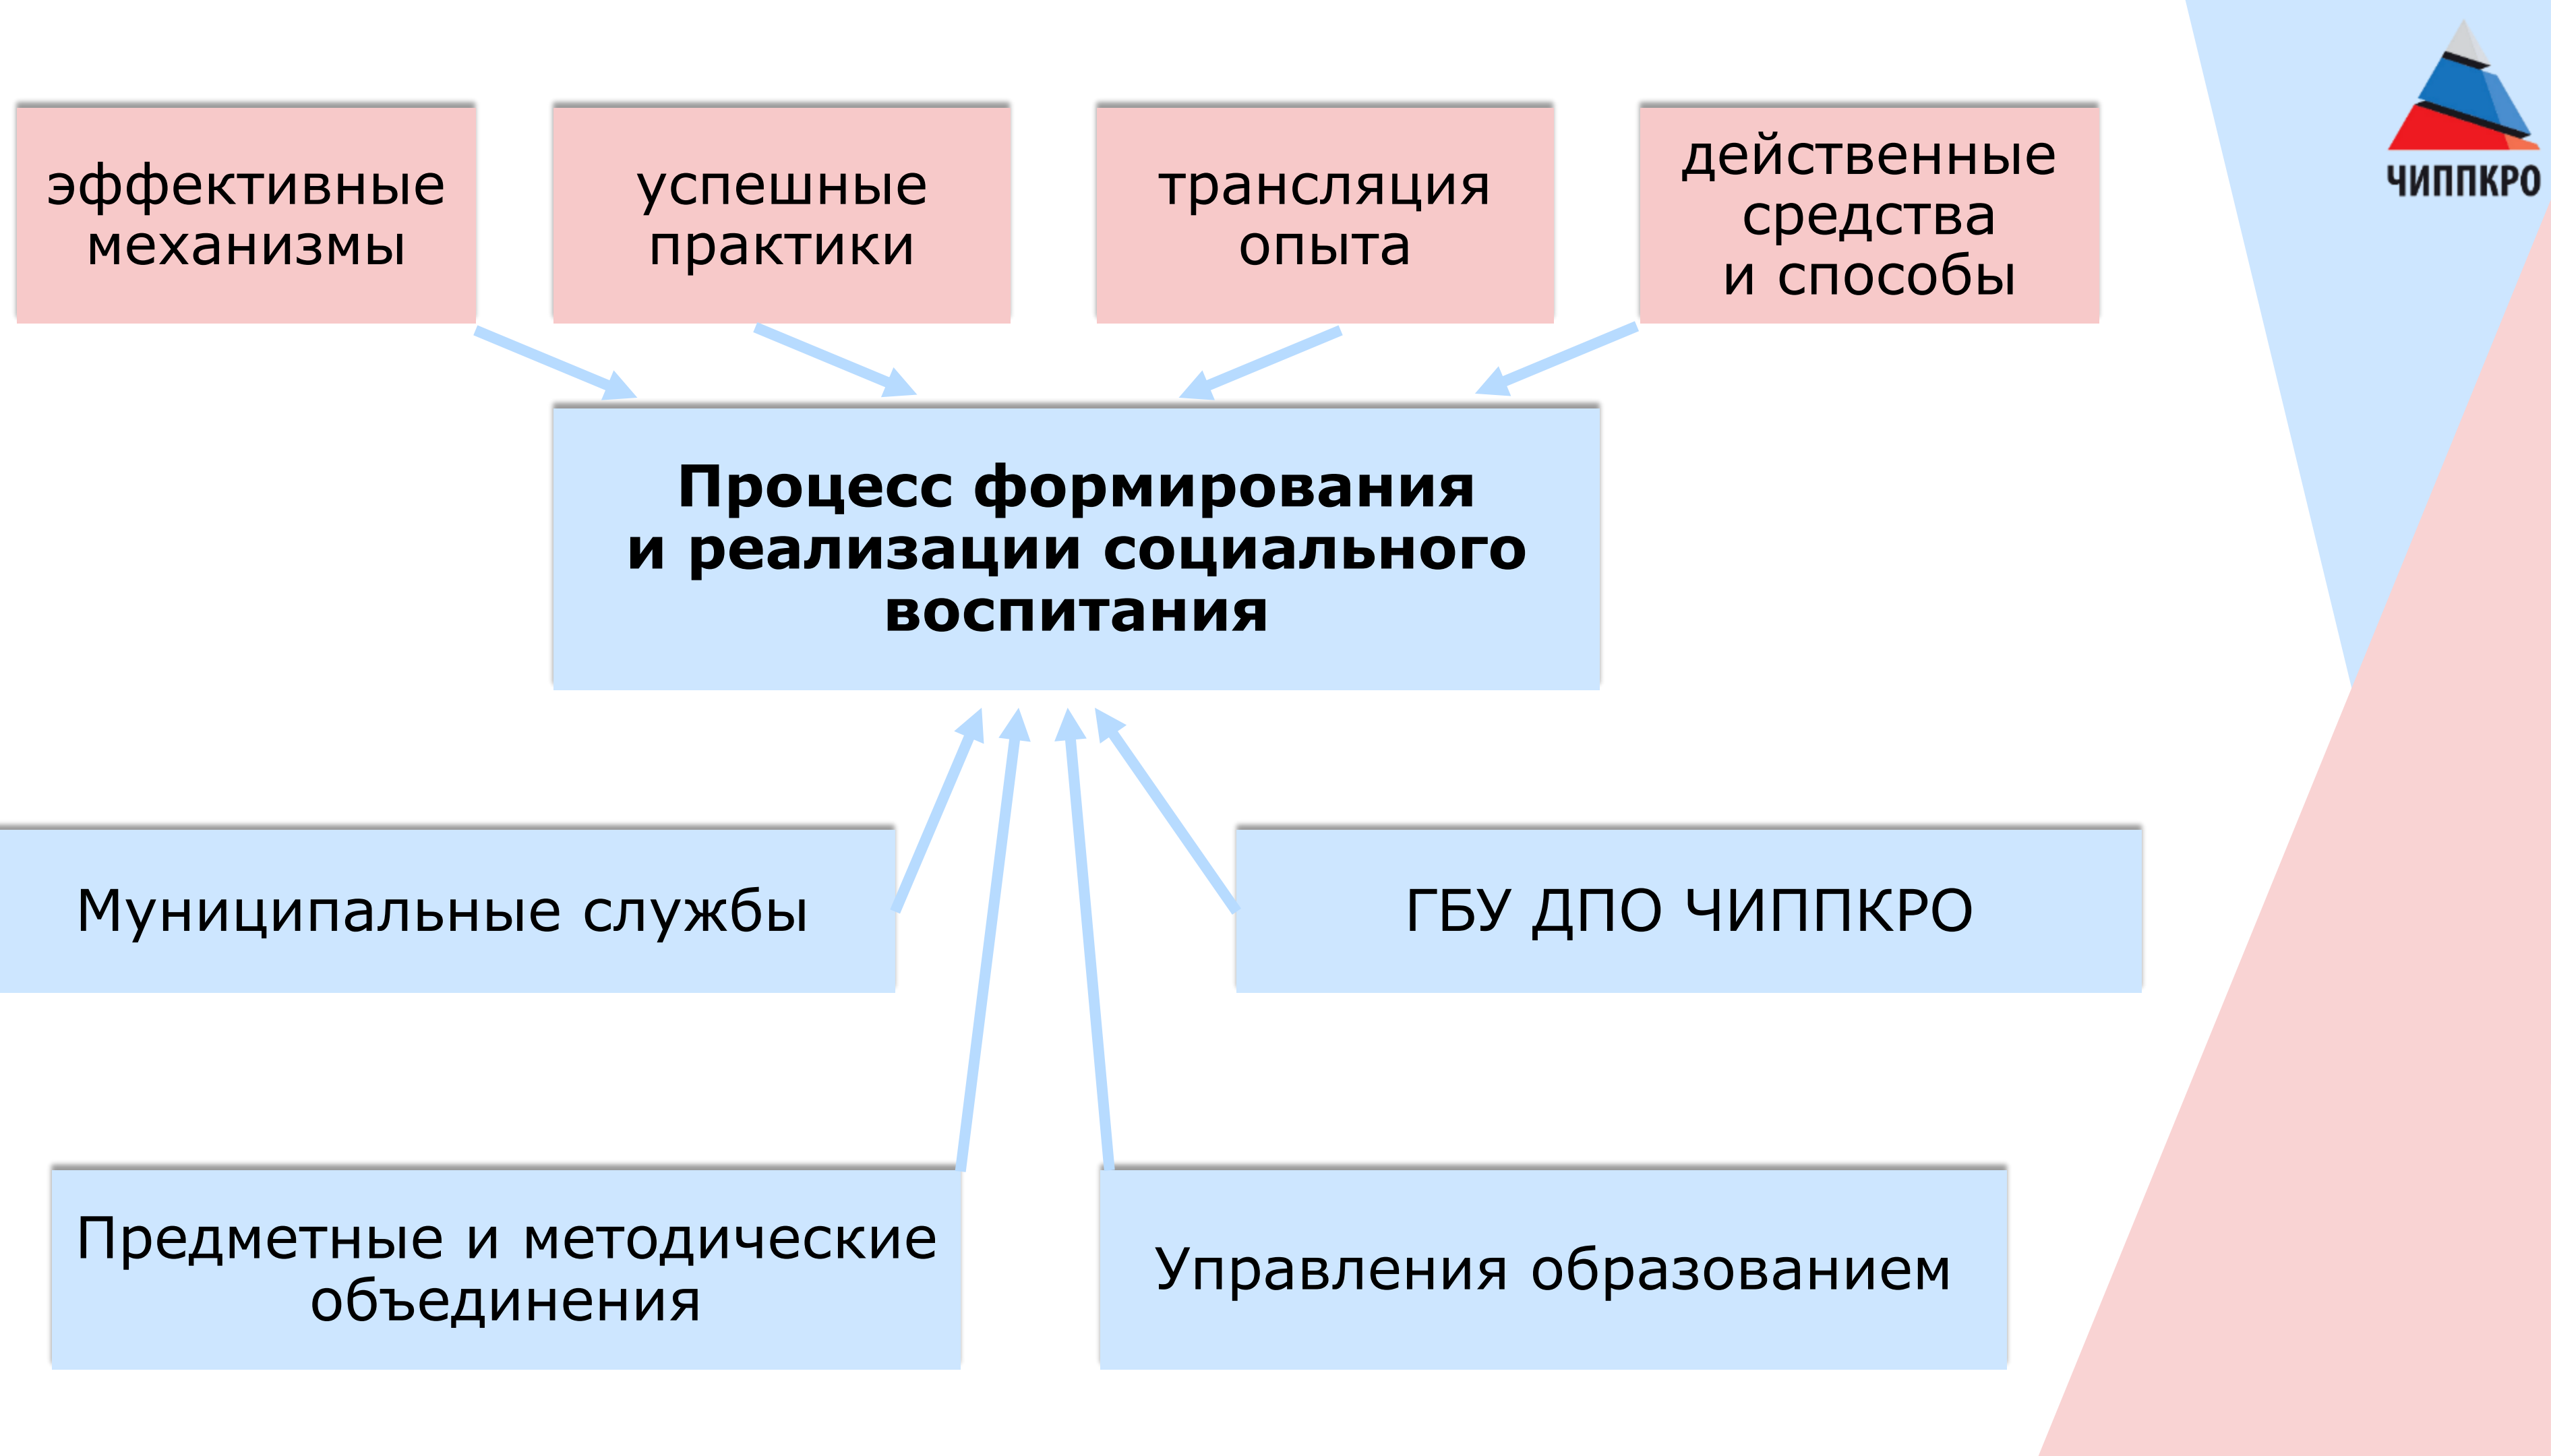 эффективные
механизмы
успешные
практики
трансляция
опыта
действенные
средства
и способы
ЧИППКРО
Процесс формирования
и реализации социального
воспитания
Муниципальные службы
ГБУ ДПО ЧИППКРО
Предметные и методические
объединения
Управления образованием